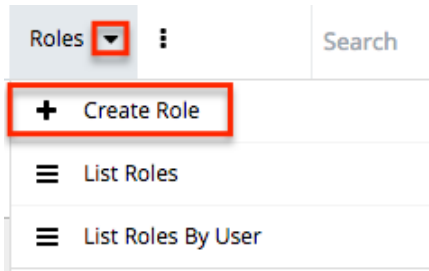 Roles
Search
Create Role
List Roles
List Roles By User